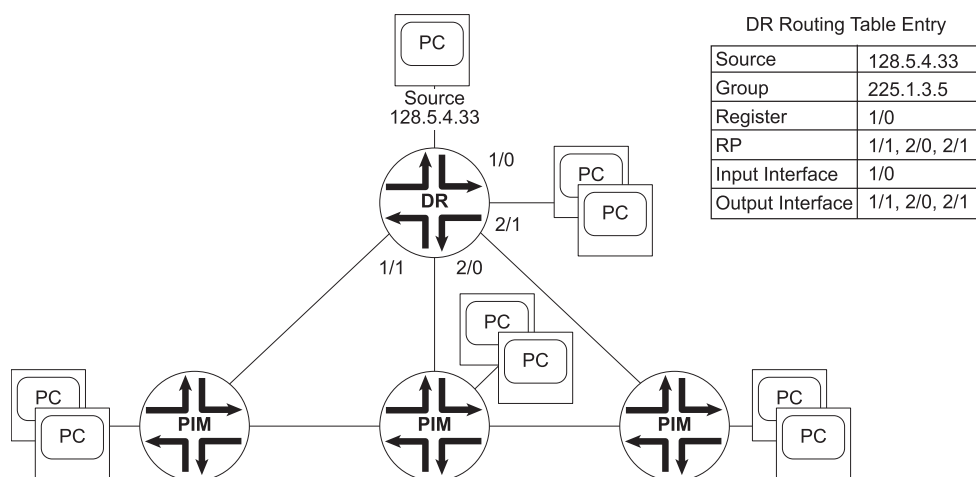 PC
Source
128.5.4.33
DR Routing Table Entry
Source 128.5.4.33
Group 225.1.3.5
Register 1/0
RP 1/1, 2/0, 2/1
Input Interface 1/0
Output Interface 1/1, 2/0, 2/1
1/0
DR
PC
PC
2/1
1/1
2/0
PC
PC
PC
PC
PIM
PIM
PIM
PC
PC